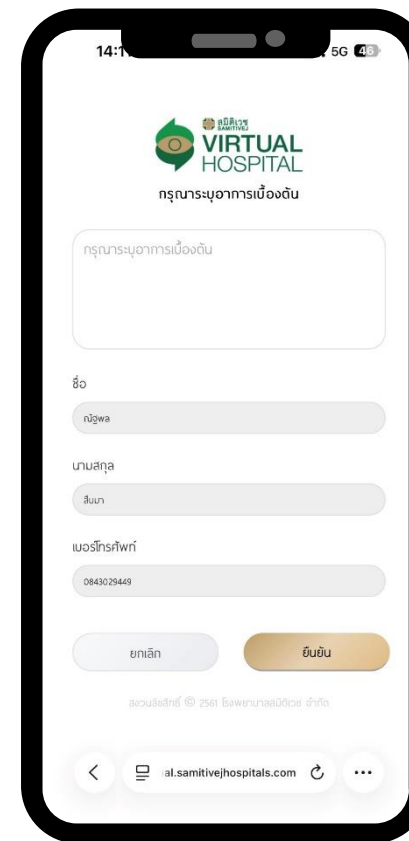 14:1
5G 46
สมิติเวช
SAMITIVEJ
VIRTUAL
HOSPITAL
กรุณาระบุอาการเบื้องต้น
กรุณาระบุอาการเบื้องต้น
ชื่อ
ณัฐพล
นามสกุล
สืบมา
เบอร์โทรศัพท์
0843029449
ยกเลิก
ยืนยัน
สงวนลิขสิทธิ์ © 2561 โรงพยาบาลสมิติเวช จำกัด
al.samitivejhospitals.com